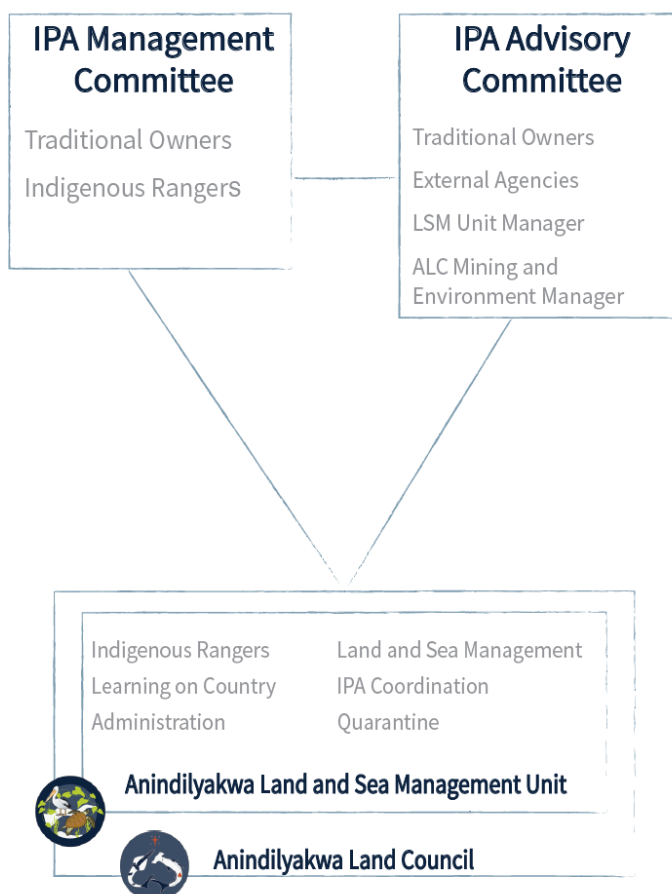 IPA Management
Committee
Traditional Owners
Indigenous Rangers
IPA Advisory
Committee
Traditional Owners
External Agencies
LSM Unit Manager
ALC Mining and
Environment Manager
Indigenous Rangers
Learning on Country
Administration
Land and Sea Management
IPA Coordination
Quarantine
Anindilyakwa Land and Sea Management Unit
Anindilyakwa Land Council